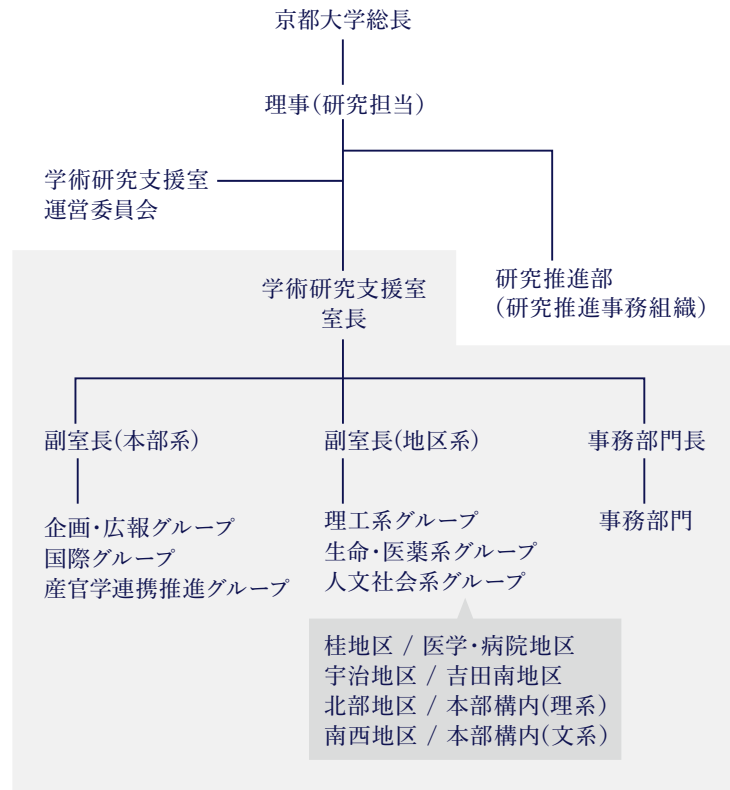 京都大学総長
理事(研究担当)
学術研究支援室
運営委員会
研究推進部
(研究推進事務組織)
学術研究支援室
室長
副室長(本部系)
企画・広報グループ
国際グループ
産官学連携推進グループ
副室長(地区系)
理工系グループ
生命・医薬系グループ
人文社会系グループ
桂地区 / 医学・病院地区
宇治地区 / 吉田南地区
北部地区 / 本部構内(理系)
南西地区 / 本部構内(文系)
事務部門長
事務部門